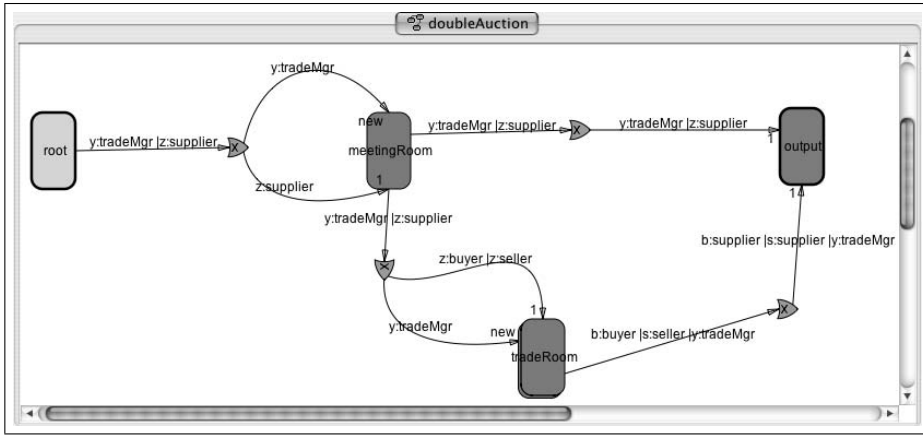 doubleAuction
y:tradeMgr
root
y:tradeMgr |z:supplier
x
z:supplier
new
meetingRoom
1
y:tradeMgr |z:supplier
x
y:tradeMgr |z:supplier
1
output
1
y:tradeMgr |z:supplier
x
z:buyer |z:seller
y:tradeMgr
1
new
tradeRoom
b:buyer |s:seller |y:tradeMgr
x
b:supplier |s:supplier |y:tradeMgr